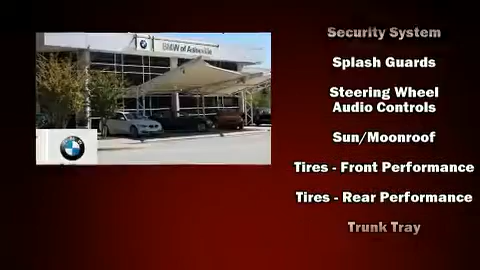 BMW of Austin
Security System
Splash Guards
Steering Wheel
Audio Controls
Sun/Moonroof
Tires - Front Performance
Tires - Rear Performance
Trunk Tray